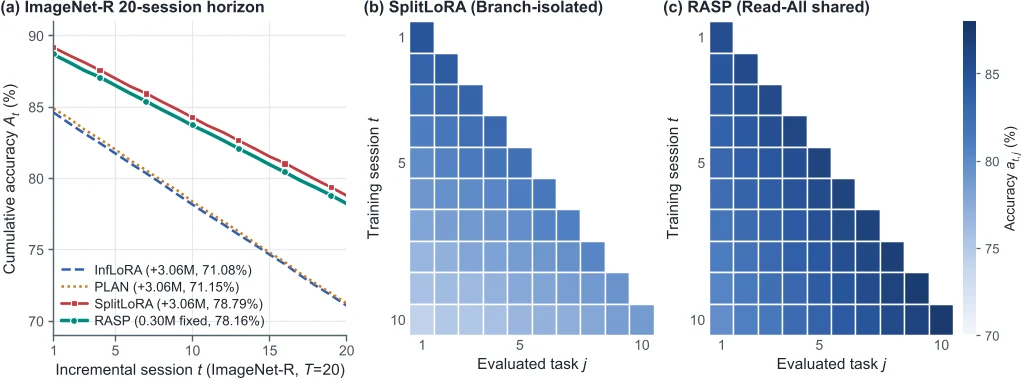 (a) ImageNet-R 20-session horizon
90
85
80
75
70
1
5
10
15
20
Cumulative accuracy At (%)
Incremental session t (ImageNet-R, T=20)
InfLoRA (+3.06M, 71.08%)
PLAN (+3.06M, 71.15%)
SplitLoRA (+3.06M, 78.79%)
RASP (0.30M fixed, 78.16%)
(b) SplitLoRA (Branch-isolated)
1
5
10
Training session t
1
5
10
Evaluated task j
(c) RASP (Read-All shared)
1
5
10
Training session t
1
5
10
Evaluated task j
85
80
75
70
Accuracy at,j (%)